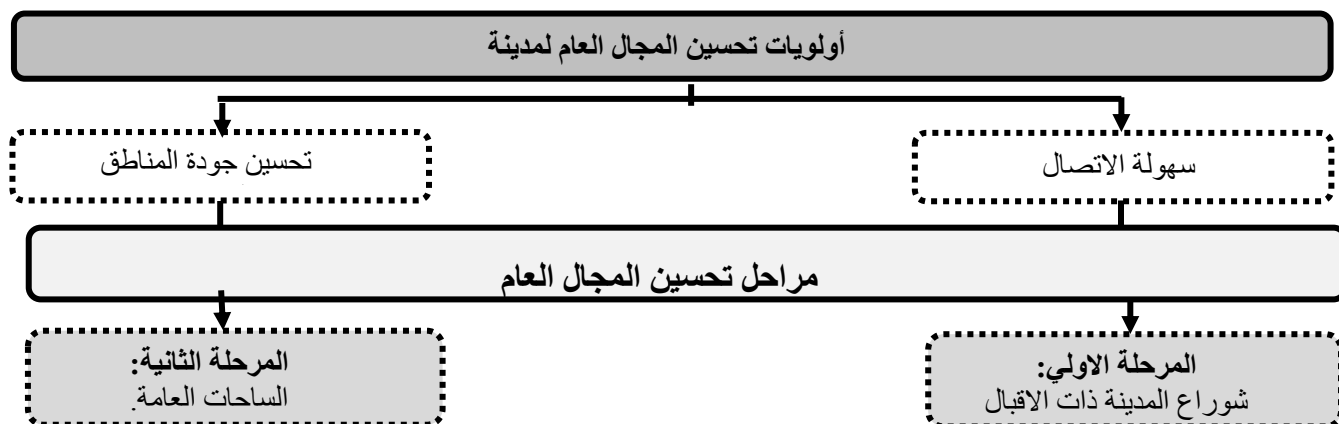 أولويات تحسين المجال العام لمدينة
سهولة الاتصال
تحسين جودة المناطق
مراحل تحسين المجال العام
المرحلة الاولي:
شوراع المدينة ذات الاقبال
المرحلة الثانية:
الساحات العامة.